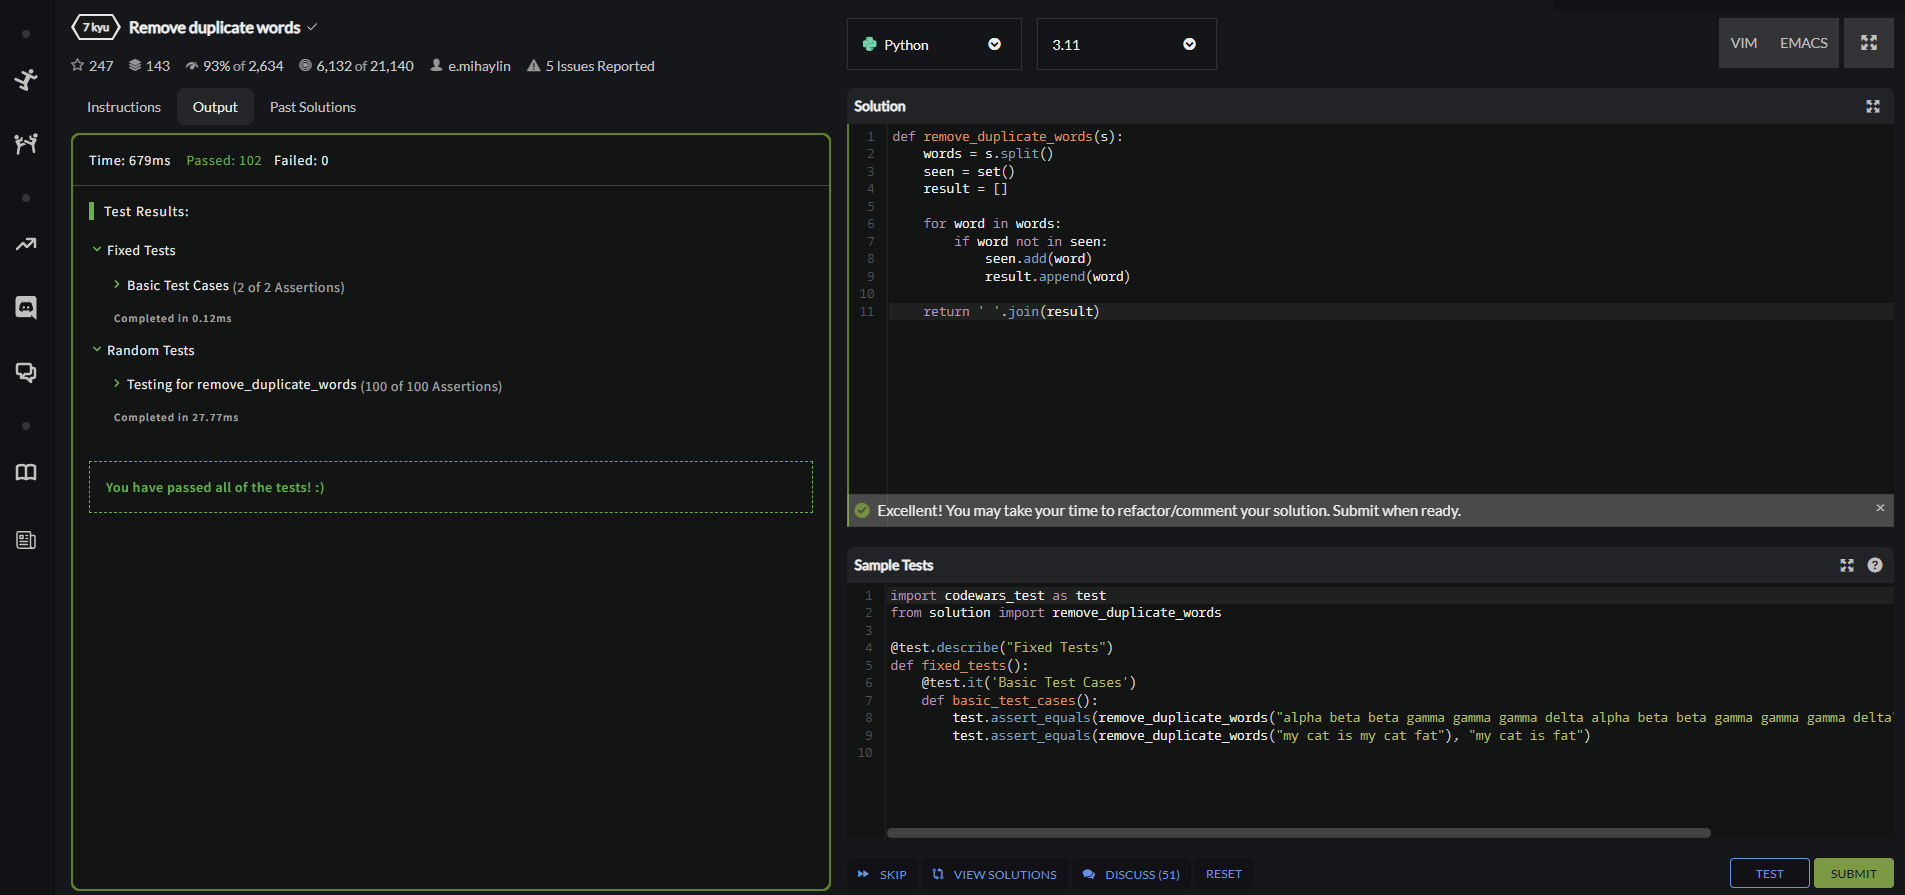 7 kyu Remove duplicate words
247 143 93% of 2,634 6,132 of 21,140 e.mihaylin 5 Issues Reported
Instructions Output Past Solutions
Time: 679ms Passed: 102 Failed: 0
Test Results:
Fixed Tests
Basic Test Cases (2 of 2 Assertions)
Completed in 0.12ms
Random Tests
Testing for remove_duplicate_words (100 of 100 Assertions)
Completed in 27.77ms
You have passed all of the tests! :)
Python 3.11 VIM EMACS
Solution
1 def remove_duplicate_words(s):
2     words = s.split()
3     seen = set()
4     result = []
5
6     for word in words:
7         if word not in seen:
8             seen.add(word)
9             result.append(word)
10
11     return ' '.join(result)
Excellent! You may take your time to refactor/comment your solution. Submit when ready. ×
Sample Tests ?
1 import codewars_test as test
2 from solution import remove_duplicate_words
3
4 @test.describe("Fixed Tests")
5 def fixed_tests():
6     @test.it('Basic Test Cases')
7     def basic_test_cases():
8         test.assert_equals(remove_duplicate_words("alpha beta beta gamma gamma gamma delta alpha beta beta gamma gamma gamma delta"
9         test.assert_equals(remove_duplicate_words("my cat is my cat fat"), "my cat is fat")
10
SKIP VIEW SOLUTIONS DISCUSS (51) RESET TEST SUBMIT